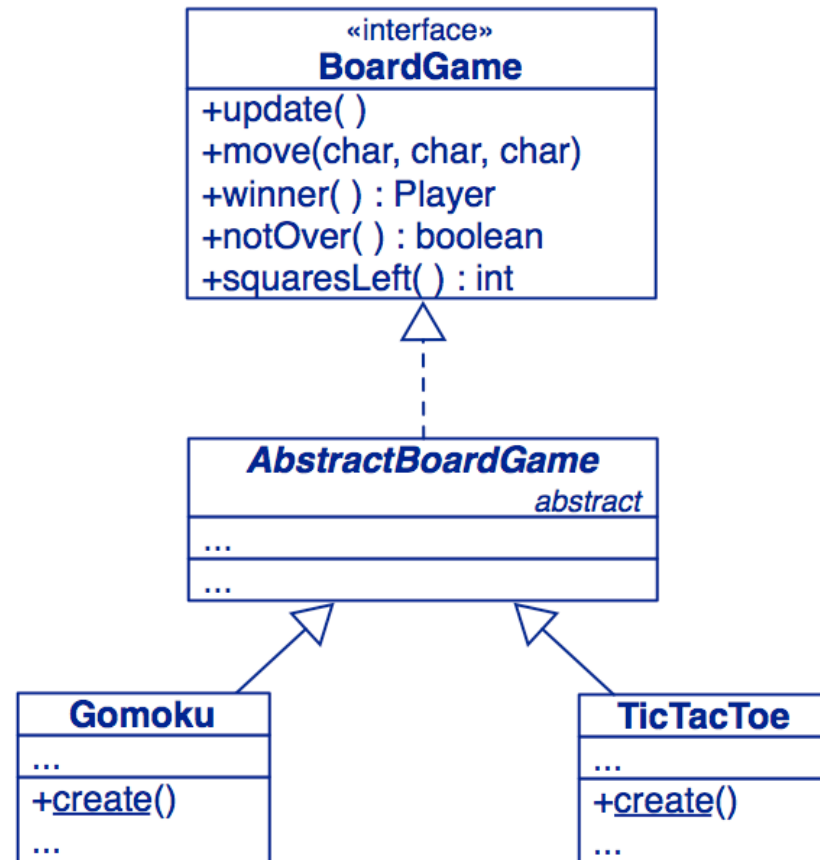 «interface»
BoardGame
+update( )
+move(char, char, char)
+winner( ) : Player
+notOver( ) : boolean
+squaresLeft( ) : int
AbstractBoardGame
abstract
...
...
Gomoku
...
+create()
...
TicTacToe
...
+create()
...